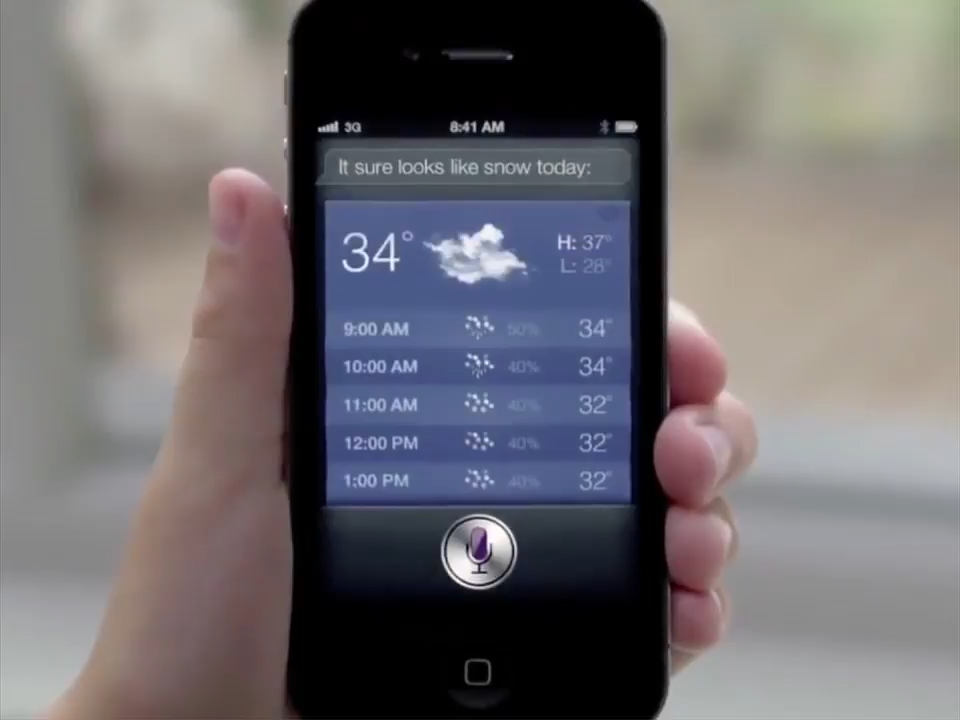 3G 8:41 AM
It sure looks like snow today:
34° H: 37°
L: 28°
9:00 AM 50% 34°
10:00 AM 40% 34°
11:00 AM 40% 32°
12:00 PM 40% 32°
1:00 PM 40% 32°